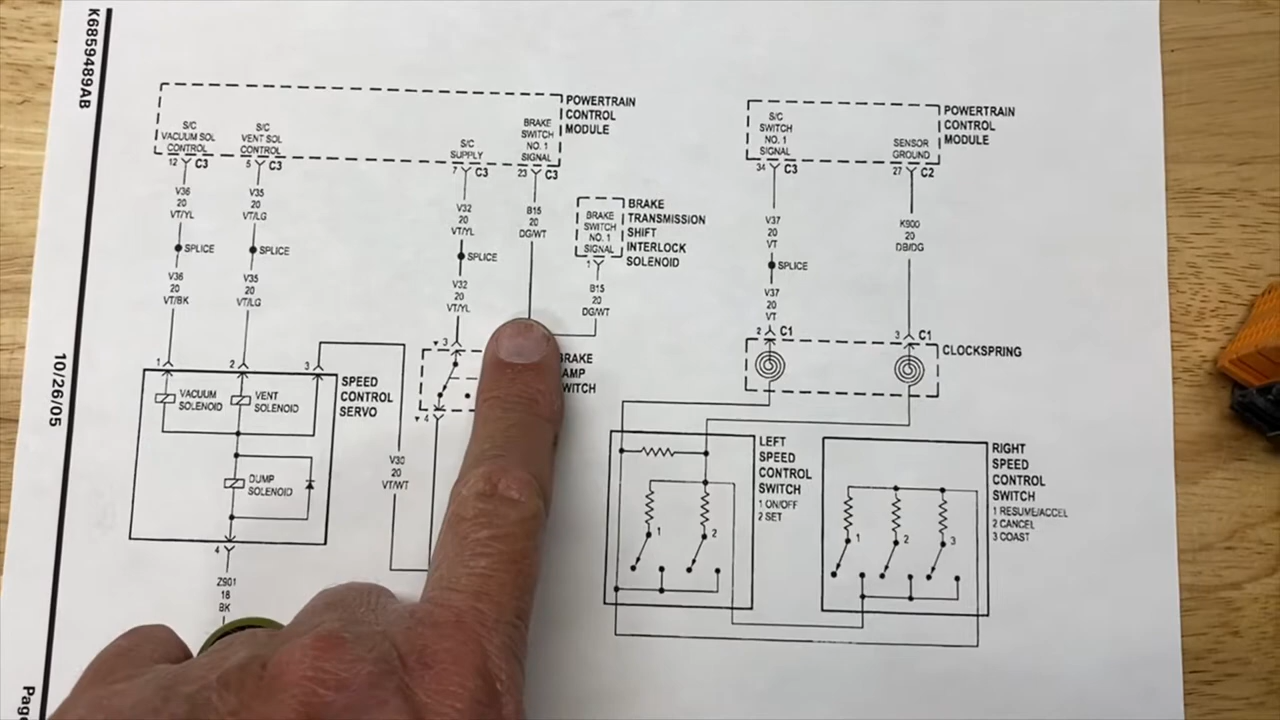 K6859489AB
10/26/05
Page
S/C
VACUUM SOL
CONTROL
12 C3
S/C
VENT SOL
CONTROL
5 C3
S/C
SUPPLY
7 C3
BRAKE
SWITCH
NO. 1
SIGNAL
23 C3
POWERTRAIN
CONTROL
MODULE
V36
20
VT/YL
SPLICE
V36
20
VT/BK
V35
20
VT/LG
SPLICE
V35
20
VT/LG
V32
20
VT/YL
SPLICE
V32
20
VT/YL
B15
20
DG/WT
BRAKE
SWITCH
NO. 1
SIGNAL
1
BRAKE
TRANSMISSION
SHIFT
INTERLOCK
SOLENOID
B15
20
DG/WT
3
4
BRAKE
AMP
WITCH
1
2
3
VACUUM
SOLENOID
VENT
SOLENOID
DUMP
SOLENOID
SPEED
CONTROL
SERVO
4
V30
20
VT/WT
Z901
18
BK
S/C
SWITCH
NO. 1
SIGNAL
34 C3
SENSOR
GROUND
27 C2
POWERTRAIN
CONTROL
MODULE
V37
20
VT
SPLICE
V37
20
VT
K900
20
DB/DG
2 C1
3 C1
CLOCKSPRING
LEFT
SPEED
CONTROL
SWITCH
1 ON/OFF
2 SET
1
2
RIGHT
SPEED
CONTROL
SWITCH
1 RESUME/ACCEL
2 CANCEL
3 COAST
1
2
3